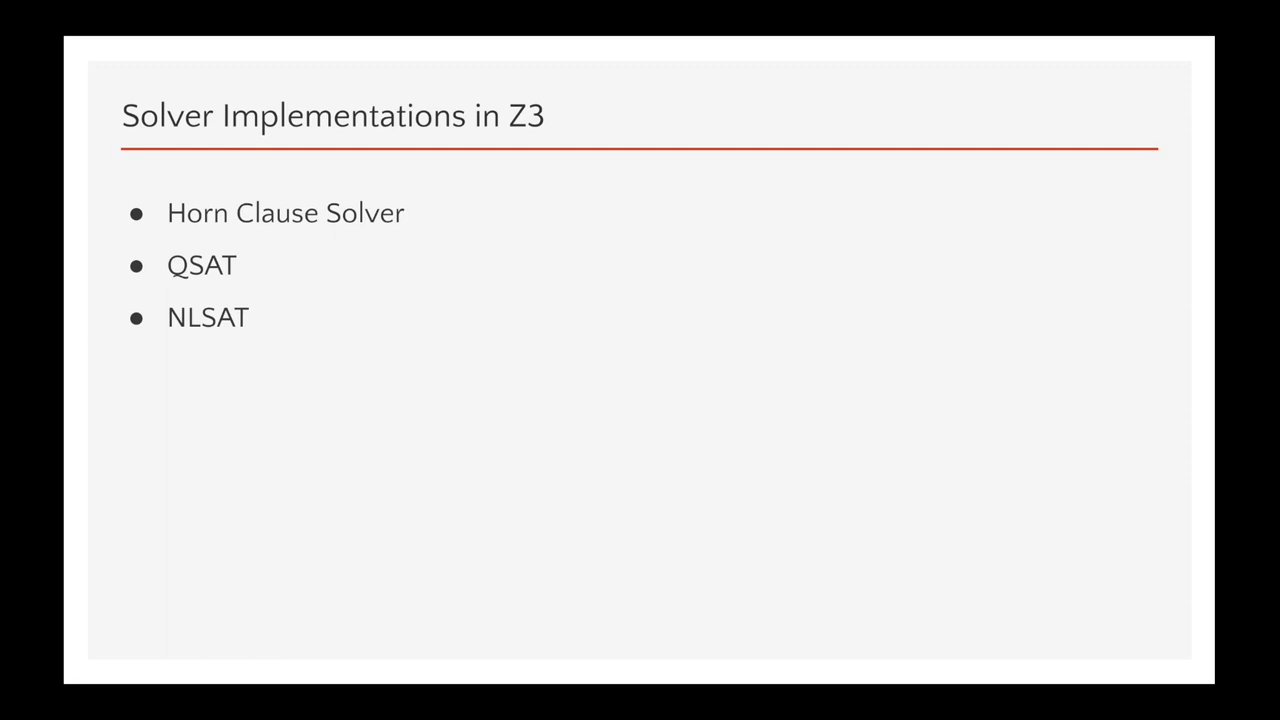 Solver Implementations in Z3
● Horn Clause Solver
● QSAT
● NLSAT